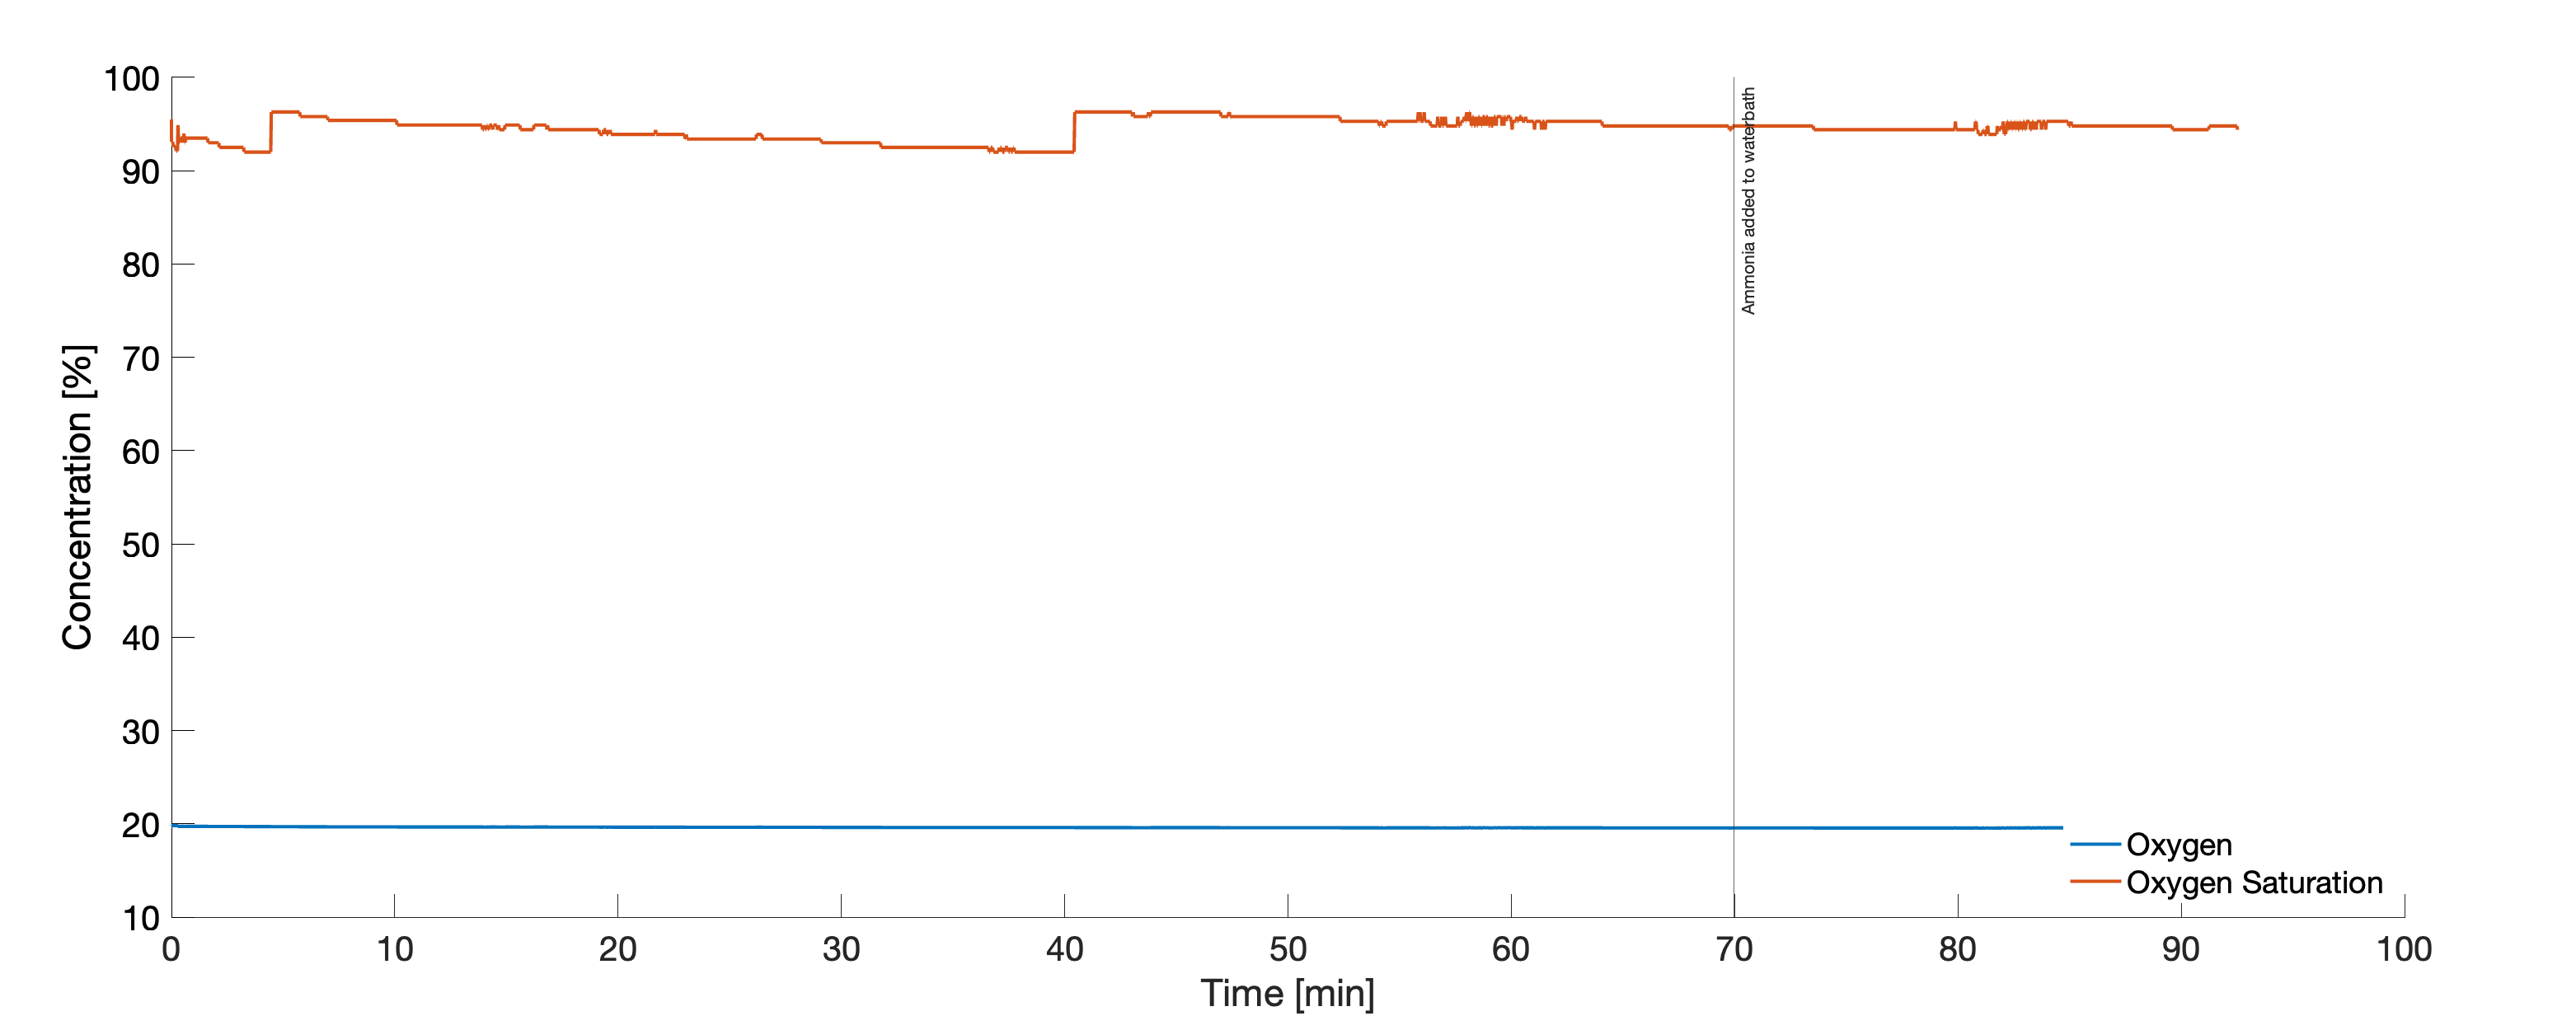 100
90
80
70
60
50
40
30
20
10
Concentration [%]
Ammonia added to waterbath
Oxygen
Oxygen Saturation
0 10 20 30 40 50 60 70 80 90 100
Time [min]